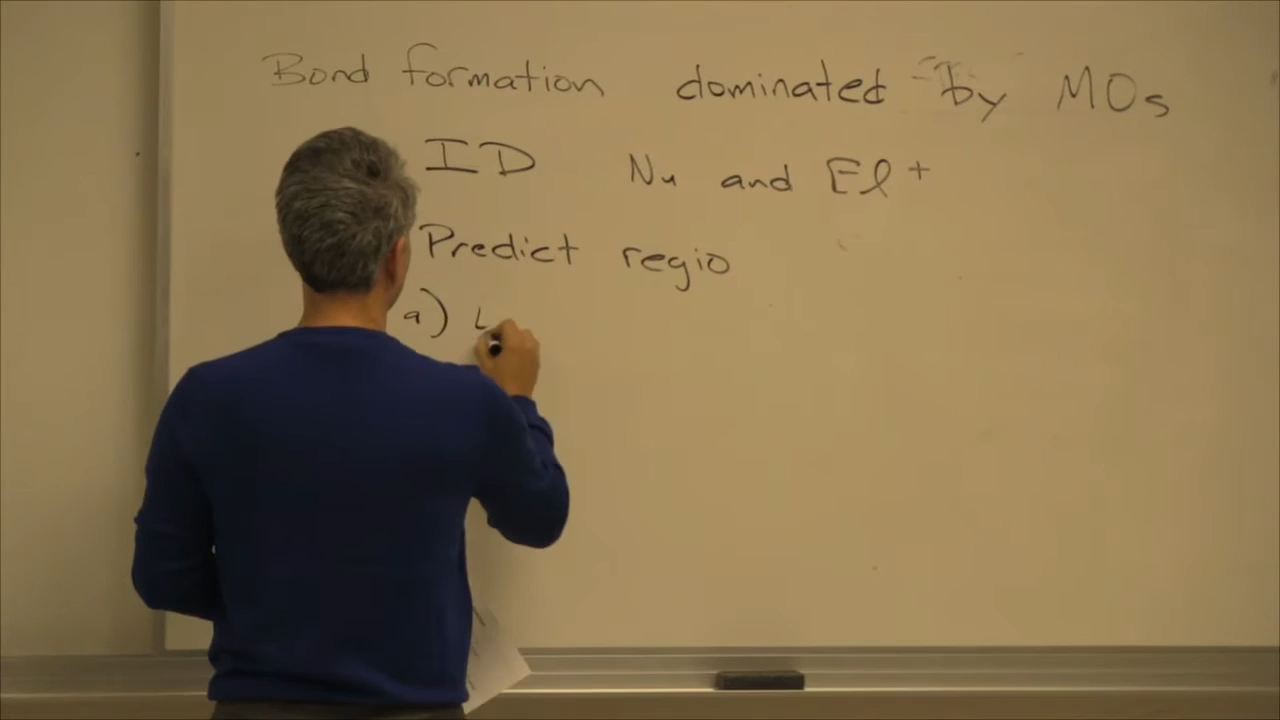 Bond formation dominated by MOs
ID Nu and El+
Predict regio
a)